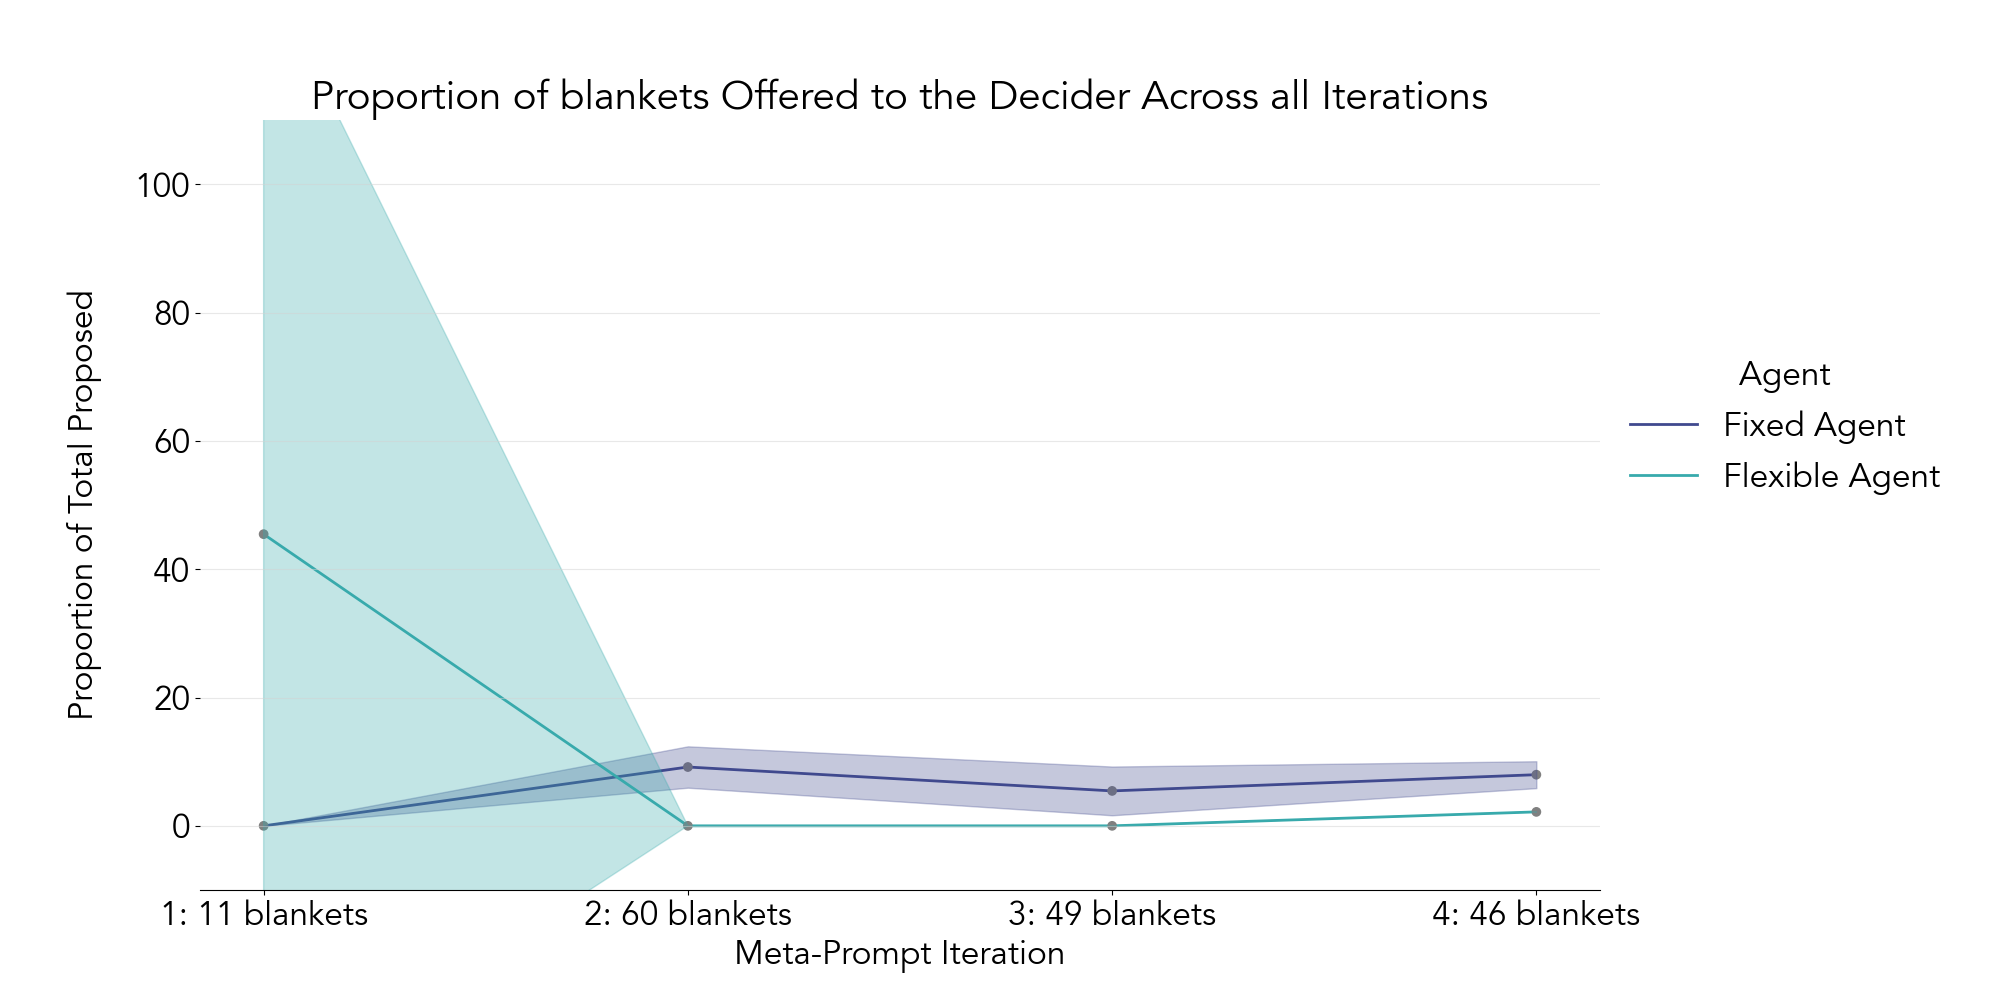 Proportion of blankets Offered to the Decider Across all Iterations
Proportion of Total Proposed
100
80
60
40
20
0
1: 11 blankets
2: 60 blankets
3: 49 blankets
4: 46 blankets
Meta-Prompt Iteration
Agent
Fixed Agent
Flexible Agent